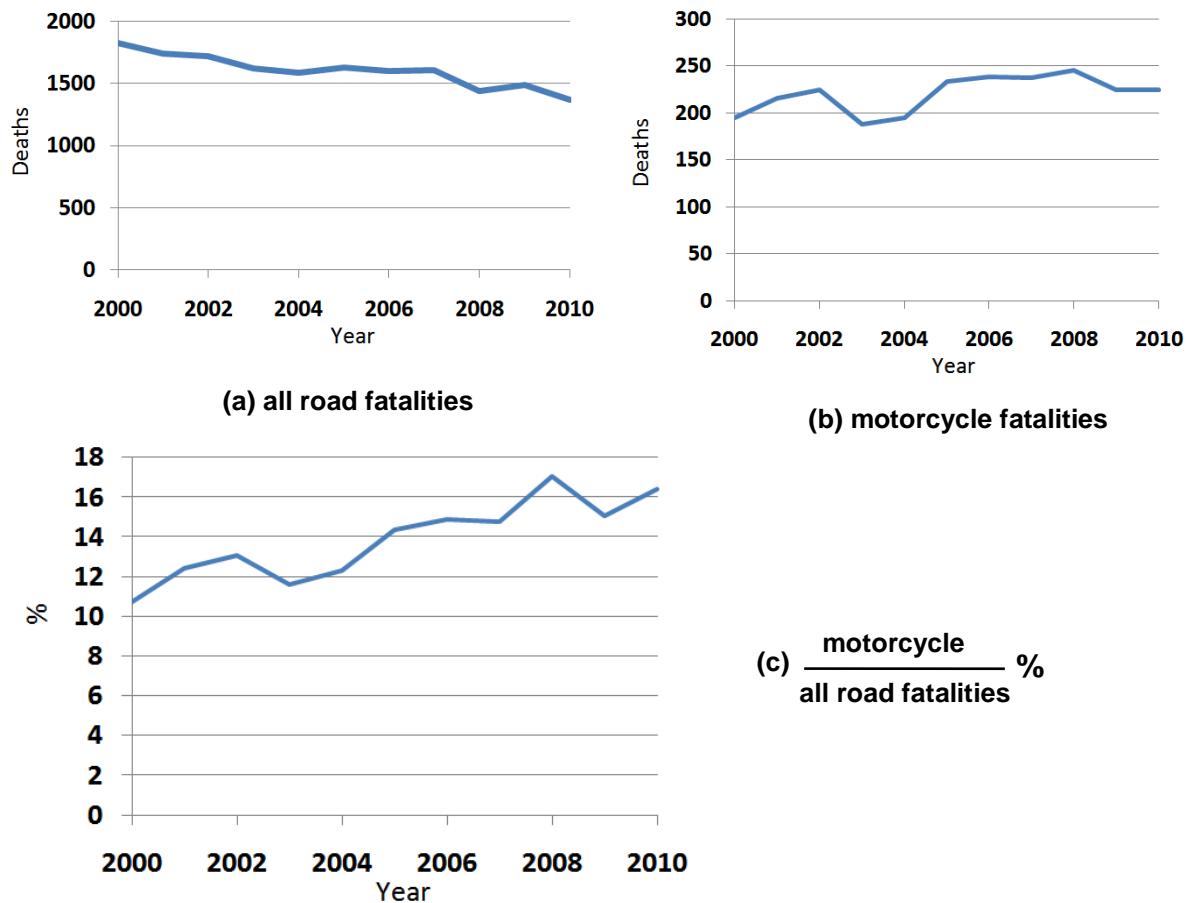 2000
1500
1000
500
0
Deaths
2000 2002 2004 2006 2008 2010
Year
(a) all road fatalities
300
250
200
150
100
50
0
Deaths
2000 2002 2004 2006 2008 2010
Year
(b) motorcycle fatalities
18
16
14
12
10
8
6
4
2
0
%
2000 2002 2004 2006 2008 2010
Year
(c) motorcycle
all road fatalities %